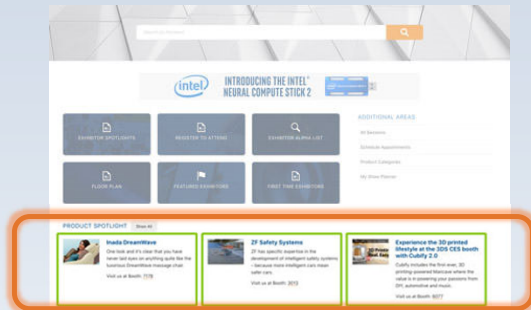 Search by Keyword
intel
INTRODUCING THE INTEL®
NEURAL COMPUTE STICK 2
EXHIBITOR SPOTLIGHTS
REGISTER TO ATTEND
EXHIBITOR ALPHA LIST
FLOOR PLAN
FEATURED EXHIBITORS
FIRST TIME EXHIBITORS
ADDITIONAL AREAS
All Sessions
Schedule Appointments
Product Categories
My Show Planner
PRODUCT SPOTLIGHT Show All
Inada DreamWave
One look and it's clear that you have
never laid eyes on anything quite like the
luxurious DreamWave massage chair.
Visit us at Booth: 7178
ZF Safety Systems
ZF has specific expertise in the
development of intelligent safety systems
– because more intelligent cars mean
safer cars.
Visit us at Booth: 3013
Experience the 3D printed
lifestyle at the 3DS CES booth
with Cubify 2.0
Cubify includes the first-ever, 3D
printing-powered Maicave where the
value is in powering your passions from
DIY, automotive and music.
Visit us at Booth: 6077